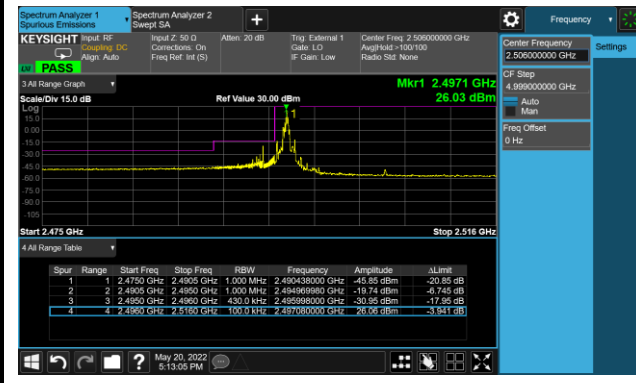 Spectrum Analyzer 1
Spurious Emissions
Spectrum Analyzer 2
Swept SA
Frequency
KEYSIGHT
Input: RF
Coupling: DC
Align: Auto
Input Z: 50 Ω
Corrections: On
Freq Ref: Int (S)
Atten: 20 dB
Trig: External 1
Gate: LO
IF Gain: Low
Center Freq: 2.506000000 GHz
Avg|Hold:>100/100
Radio Std: None
PASS
Center Frequency
2.506000000 GHz
Settings
CF Step
4.999000000 GHz
Auto
Man
Freq Offset
0 Hz
3 All Range Graph
Scale/Div 15.0 dB
Ref Value 30.00 dBm
Mkr1 2.4971 GHz
26.03 dBm
Log
15.0
0.00
-15.0
-30.0
-45.0
-60.0
-75.0
-90.0
-105
1
Start 2.475 GHz
Stop 2.516 GHz
4 All Range Table
Spur Range Start Freq Stop Freq RBW Frequency Amplitude ΔLimit
1 1 2.4750 GHz 2.4905 GHz 1.000 MHz 2.490438000 GHz -45.85 dBm -20.85 dB
2 2 2.4905 GHz 2.4950 GHz 1.000 MHz 2.494969980 GHz -19.74 dBm -6.745 dB
3 3 2.4950 GHz 2.4960 GHz 430.0 kHz 2.495998000 GHz -30.95 dBm -17.95 dB
4 4 2.4960 GHz 2.5160 GHz 100.0 kHz 2.497080000 GHz 26.06 dBm -3.941 dB
?
May 20, 2022
5:13:05 PM